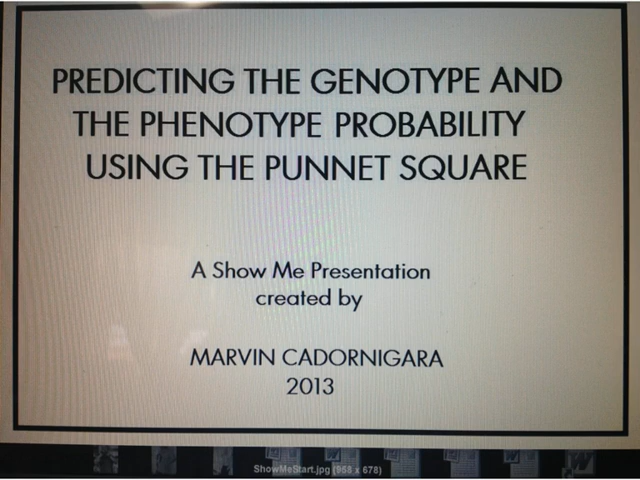 PREDICTING THE GENOTYPE AND
THE PHENOTYPE PROBABILITY
USING THE PUNNET SQUARE
A Show Me Presentation
created by
MARVIN CADORNIGARA
2013
ShowMeStart.jpg (958 x 678)